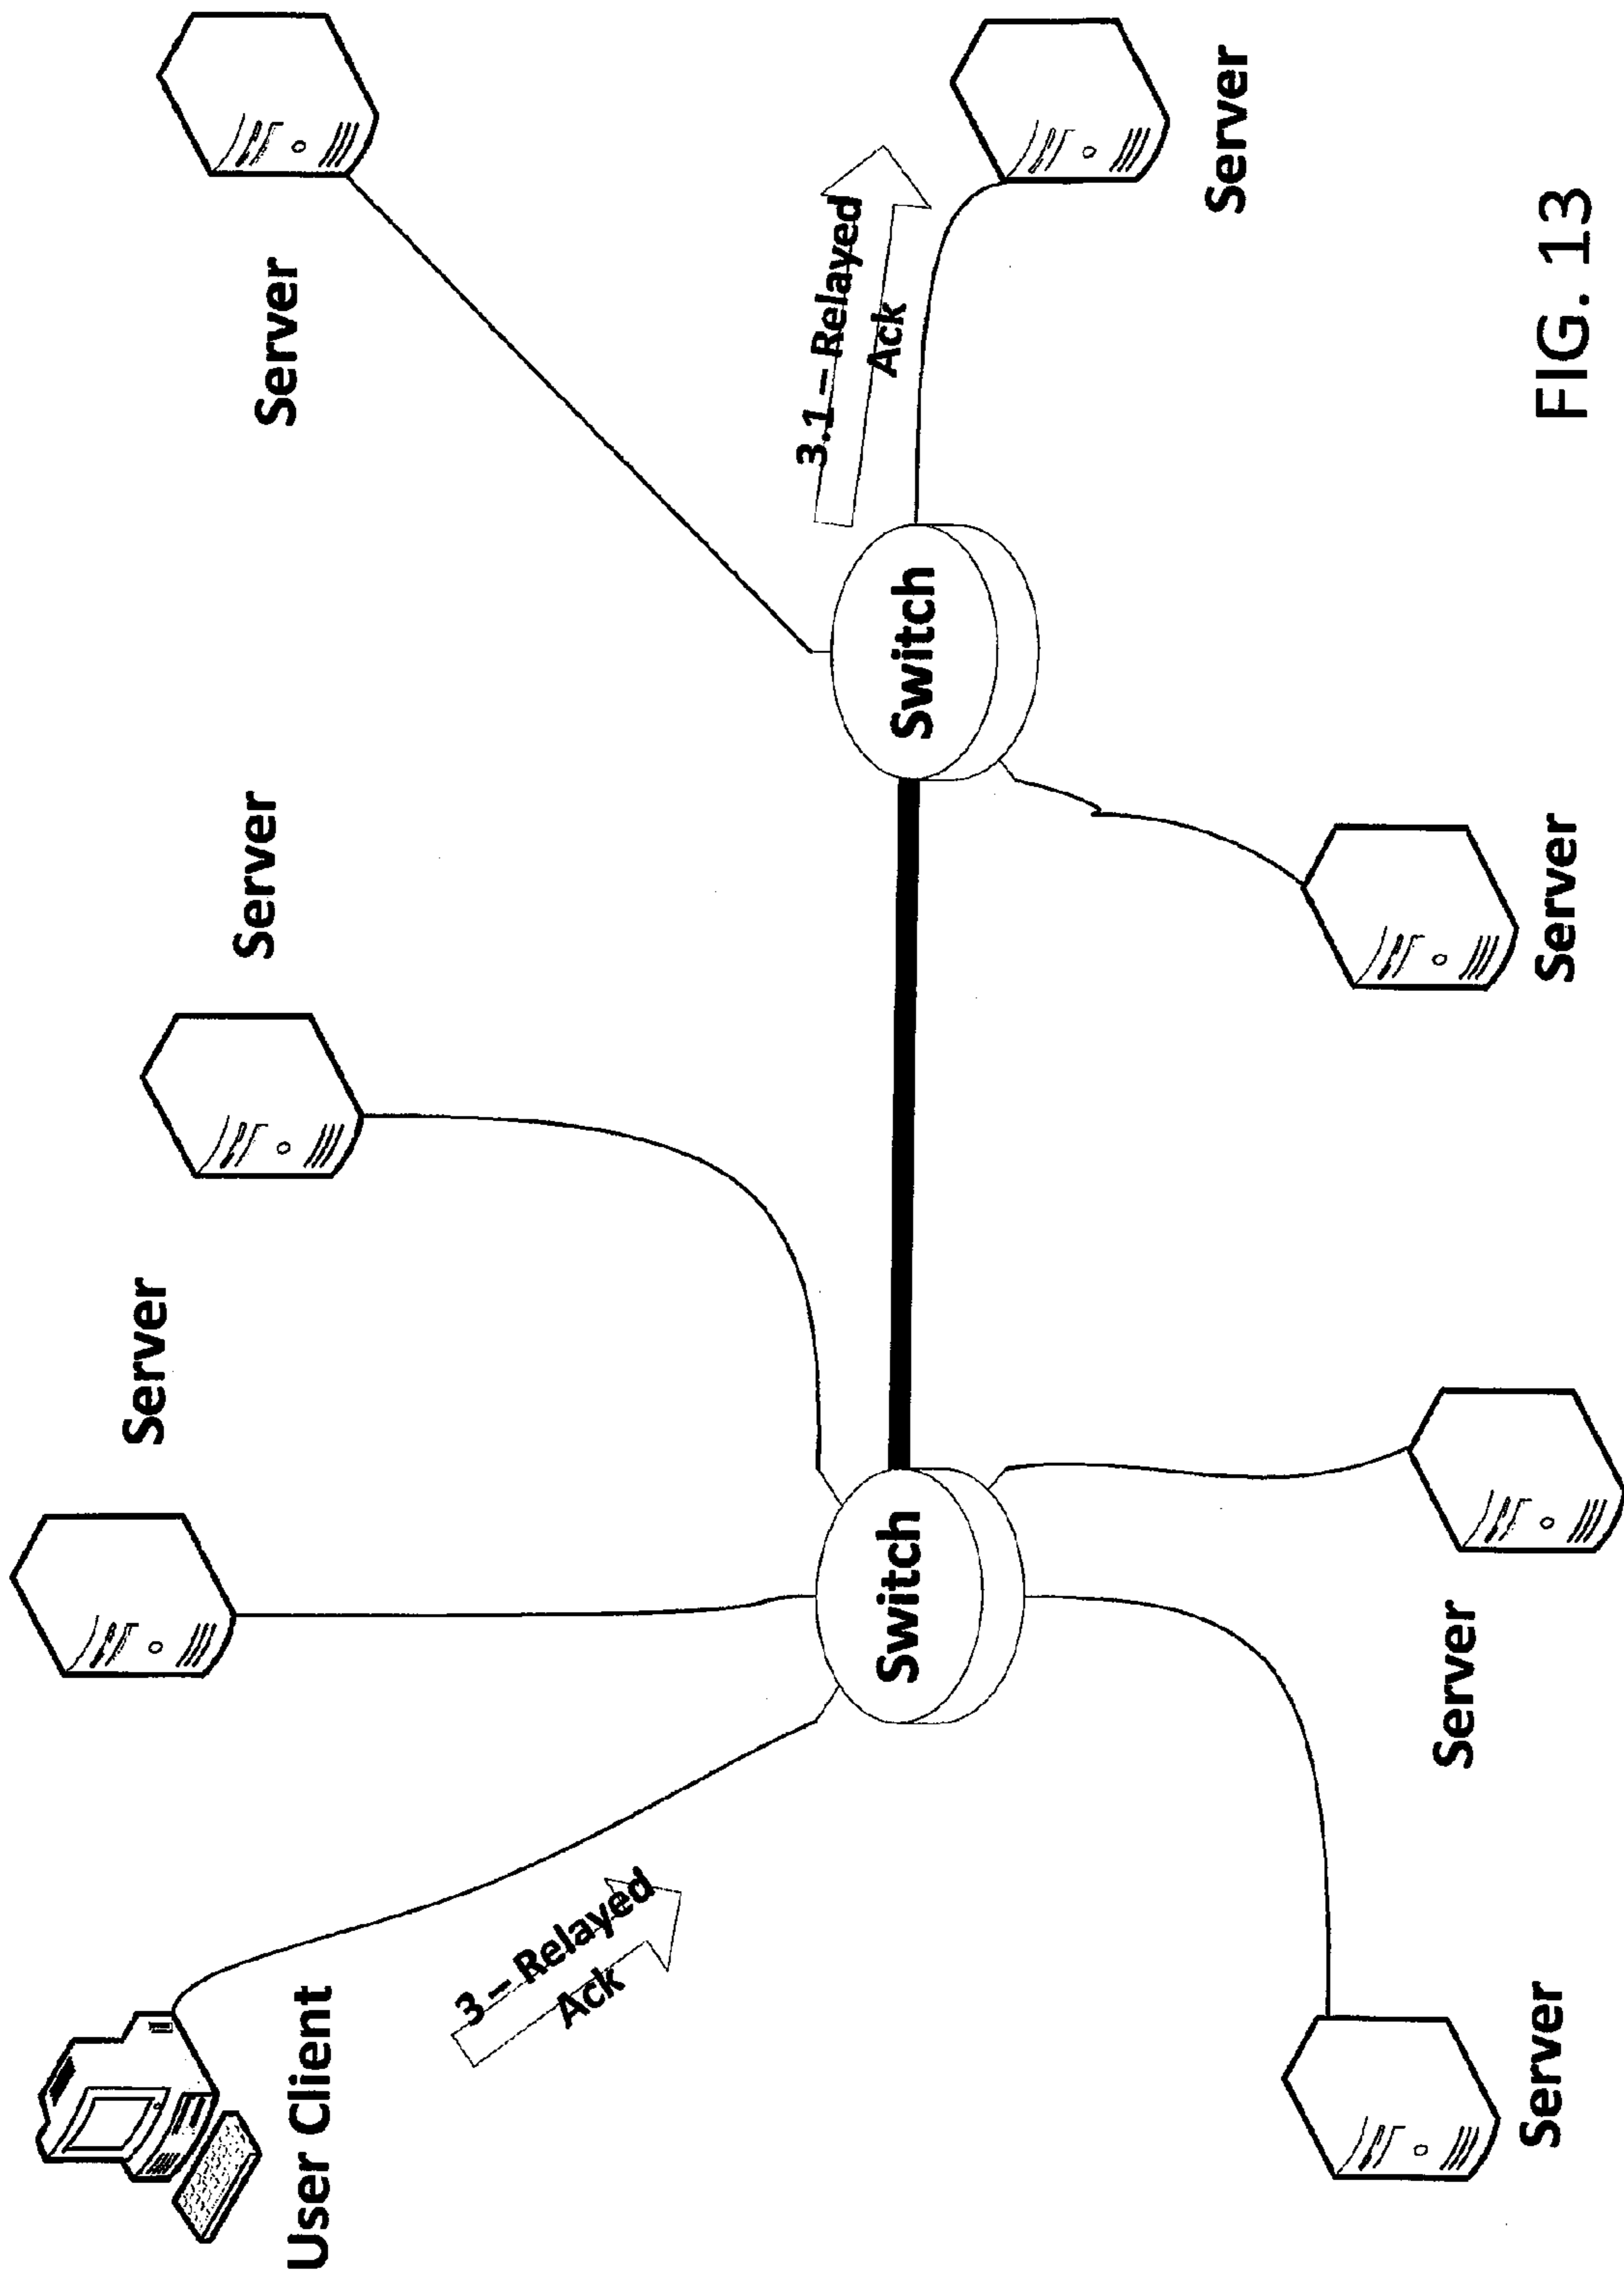 Server
Server
Server
User Client
3 – Relayed
Ack
3.1 – Relayed
Ack
Switch
Switch
Server
Server
Server
Server
FIG. 13